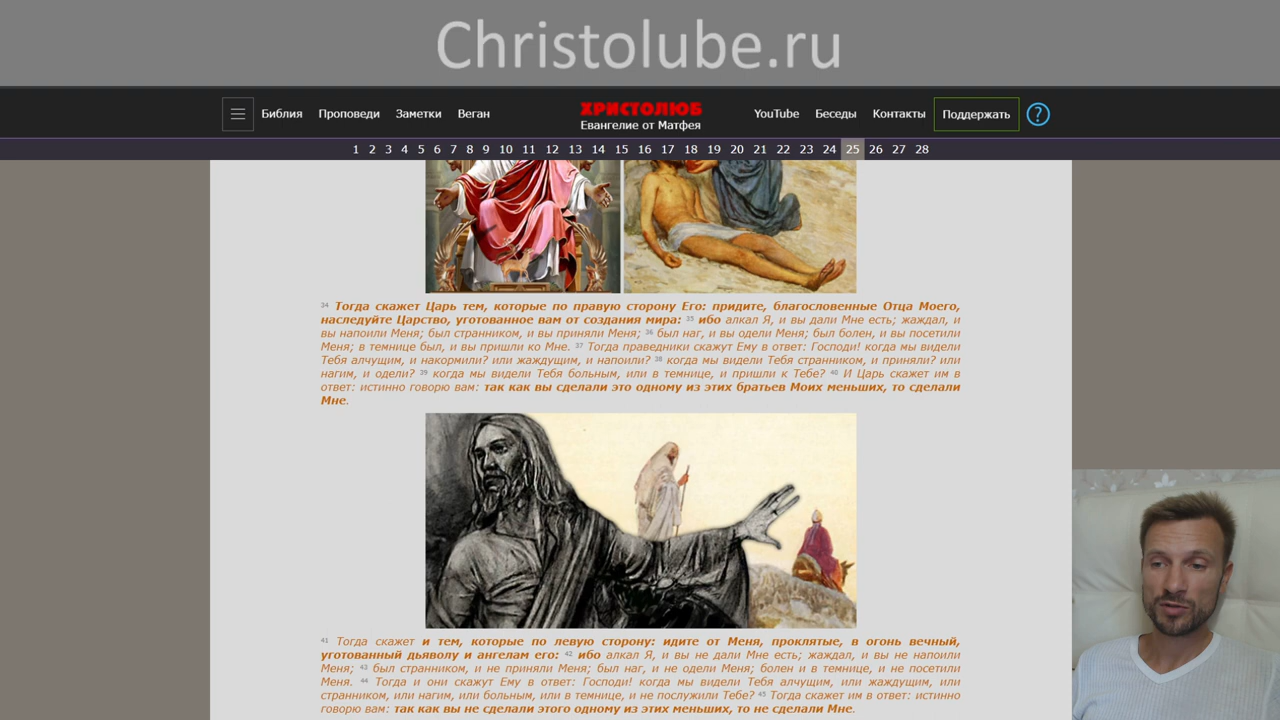 Christolube.ru
Библия Проповеди Заметки Веган ХРИСТОЛЮБ YouTube Беседы Контакты Поддержать ?
Евангелие от Матфея
1 2 3 4 5 6 7 8 9 10 11 12 13 14 15 16 17 18 19 20 21 22 23 24 25 26 27 28
34 Тогда скажет Царь тем, которые по правую сторону Его: придите, благословенные Отца Моего,
наследуйте Царство, уготованное вам от создания мира: 35 ибо алкал Я, и вы дали Мне есть; жаждал, и
вы напоили Меня; был странником, и вы приняли Меня; 36 был наг, и вы одели Меня; был болен, и вы посетили
Меня; в темнице был, и вы пришли ко Мне. 37 Тогда праведники скажут Ему в ответ: Господи! когда мы видели
Тебя алчущим, и накормили? или жаждущим, и напоили? 38 когда мы видели Тебя странником, и приняли? или
нагим, и одели? 39 когда мы видели Тебя больным, или в темнице, и пришли к Тебе? 40 И Царь скажет им в
ответ: истинно говорю вам: так как вы сделали это одному из этих братьев Моих меньших, то сделали
Мне.
41 Тогда скажет и тем, которые по левую сторону: идите от Меня, проклятые, в огонь вечный,
уготованный дьяволу и ангелам его: 42 ибо алкал Я, и вы не дали Мне есть; жаждал, и вы не напоили
Меня; 43 был странником, и не приняли Меня; был наг, и не одели Меня; болен и в темнице, и не посетили
Меня. 44 Тогда и они скажут Ему в ответ: Господи! когда мы видели Тебя алчущим, или жаждущим, или
странником, или нагим, или больным, или в темнице, и не послужили Тебе? 45 Тогда скажет им в ответ: истинно
говорю вам: так как вы не сделали этого одному из этих меньших, то не сделали Мне.